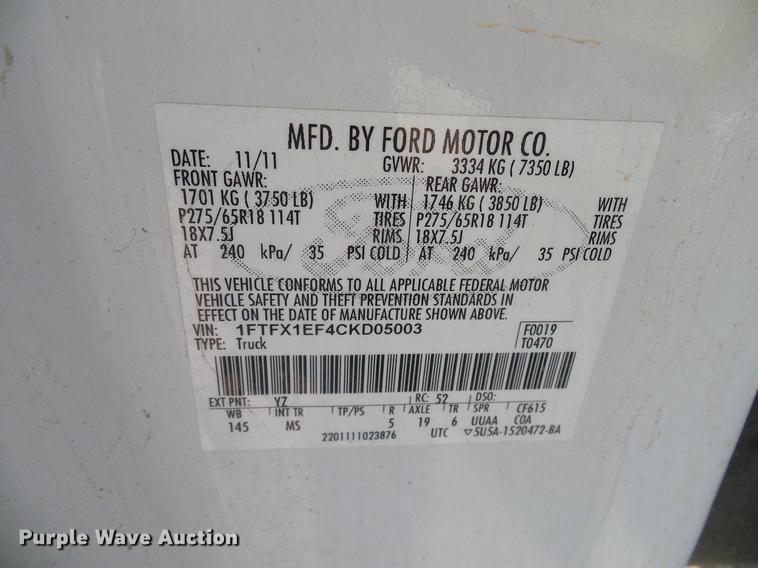 MFD. BY FORD MOTOR CO.
DATE: 11/11 GVWR: 3334 KG ( 7350 LB)
FRONT GAWR: REAR GAWR:
1701 KG ( 3750 LB) WITH 1746 KG ( 3850 LB) WITH
P275/65R18 114T TIRES P275/65R18 114T TIRES
18X7.5J RIMS 18X7.5J RIMS
AT 240 kPa/ 35 PSI COLD AT 240 kPa/ 35 PSI COLD
THIS VEHICLE CONFORMS TO ALL APPLICABLE FEDERAL MOTOR
VEHICLE SAFETY AND THEFT PREVENTION STANDARDS IN
EFFECT ON THE DATE OF MANUFACTURE SHOWN ABOVE.
VIN: 1FTFX1EF4CKD05003 F0019
TYPE: Truck T0470
EXT PNT: YZ RC: 52 DSO:
WB INT TR TP/PS R AXLE TR SPR CF615
145 MS 5 19 6 UUAA COA
2201111023876 UTC ▽5U5A-1520472-BA
Ford
Purple Wave Auction